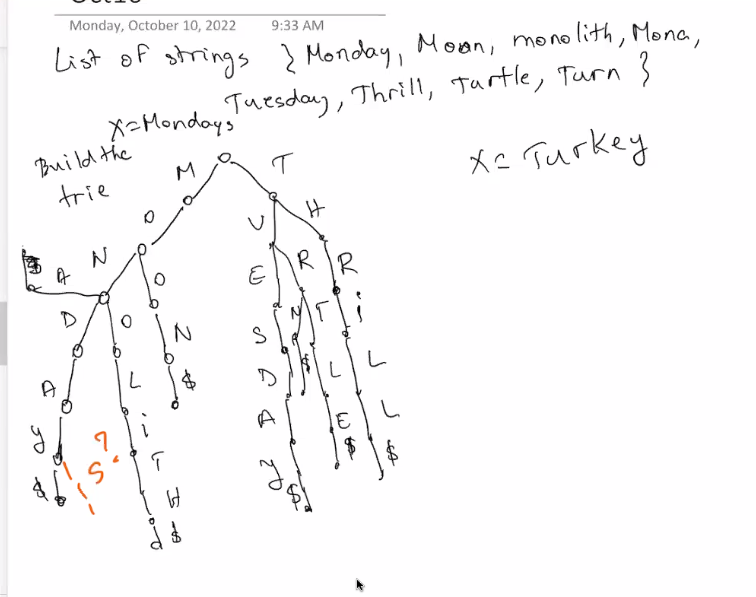 Monday, October 10, 2022 9:33 AM
List of strings { Monday, Moon, monolith, Mona,
Tuesday, Thrill, Turtle, Turn }
X=Mondays
X= Turkey
Build the
trie
M T
O U H
N O E R R
$ A D O N S N T i
A L $ D $ L L
y i A E L
$ T y $ $
H $
$
S ?